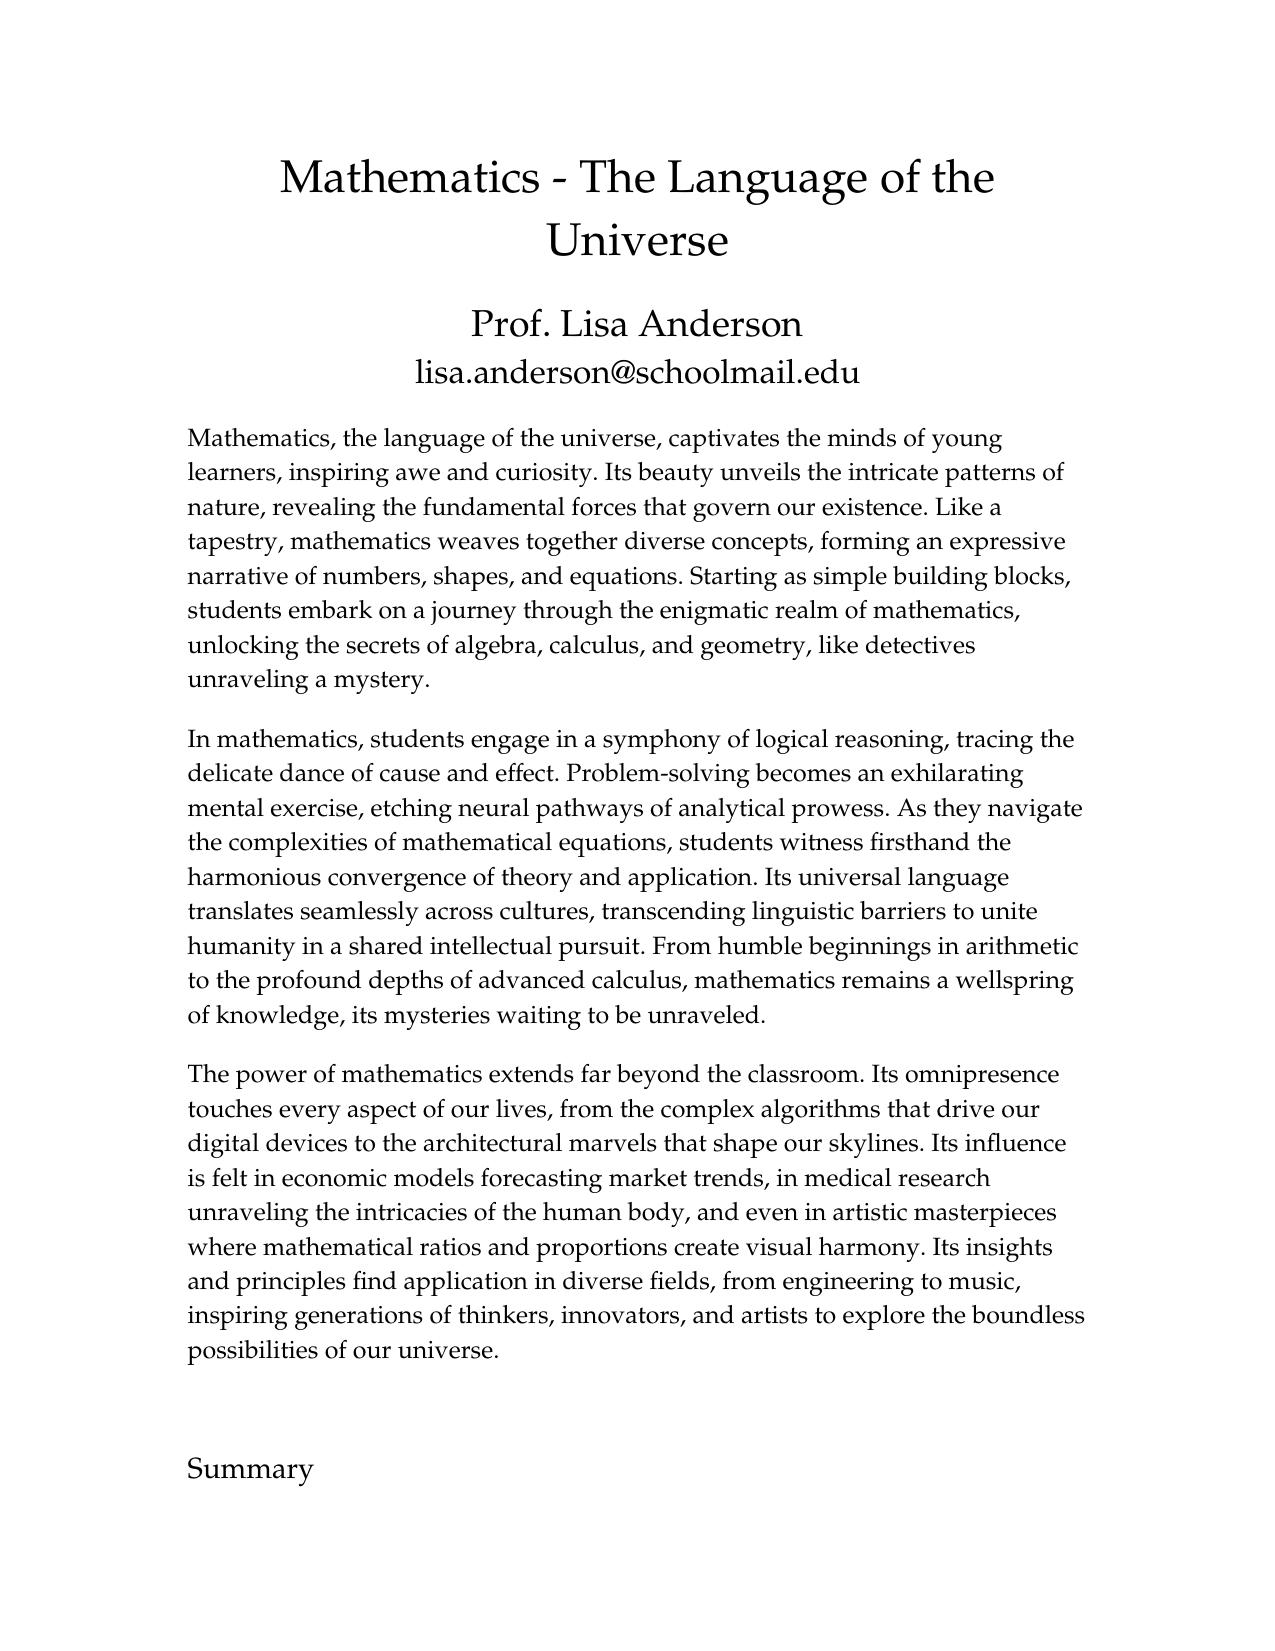 Mathematics - The Language of the
Universe
Prof. Lisa Anderson
lisa.anderson@schoolmail.edu
Mathematics, the language of the universe, captivates the minds of young
learners, inspiring awe and curiosity. Its beauty unveils the intricate patterns of
nature, revealing the fundamental forces that govern our existence. Like a
tapestry, mathematics weaves together diverse concepts, forming an expressive
narrative of numbers, shapes, and equations. Starting as simple building blocks,
students embark on a journey through the enigmatic realm of mathematics,
unlocking the secrets of algebra, calculus, and geometry, like detectives
unraveling a mystery.
In mathematics, students engage in a symphony of logical reasoning, tracing the
delicate dance of cause and effect. Problem-solving becomes an exhilarating
mental exercise, etching neural pathways of analytical prowess. As they navigate
the complexities of mathematical equations, students witness firsthand the
harmonious convergence of theory and application. Its universal language
translates seamlessly across cultures, transcending linguistic barriers to unite
humanity in a shared intellectual pursuit. From humble beginnings in arithmetic
to the profound depths of advanced calculus, mathematics remains a wellspring
of knowledge, its mysteries waiting to be unraveled.
The power of mathematics extends far beyond the classroom. Its omnipresence
touches every aspect of our lives, from the complex algorithms that drive our
digital devices to the architectural marvels that shape our skylines. Its influence
is felt in economic models forecasting market trends, in medical research
unraveling the intricacies of the human body, and even in artistic masterpieces
where mathematical ratios and proportions create visual harmony. Its insights
and principles find application in diverse fields, from engineering to music,
inspiring generations of thinkers, innovators, and artists to explore the boundless
possibilities of our universe.
Summary